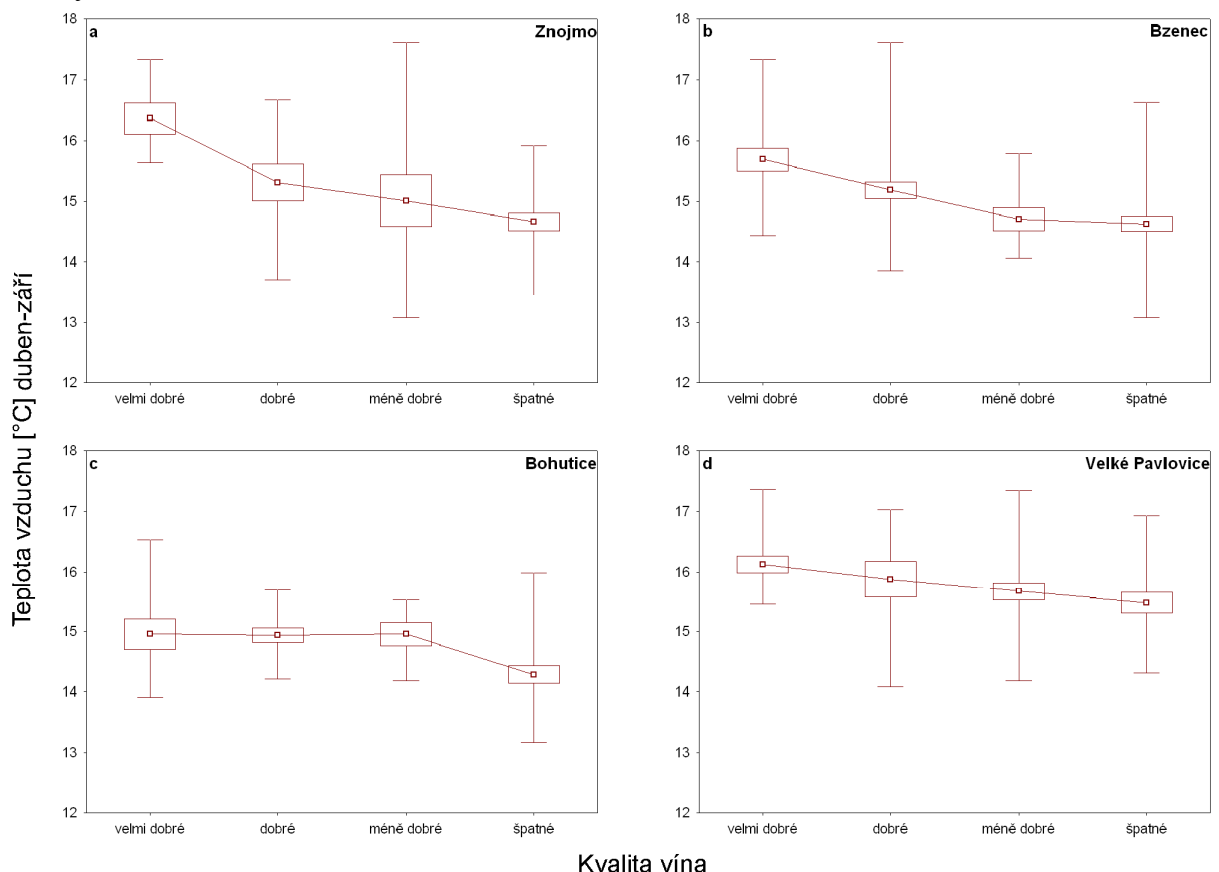 a Znojmo
18
17
16
15
14
13
12
velmi dobré dobré méně dobré špatné
b Bzenec
18
17
16
15
14
13
12
velmi dobré dobré méně dobré špatné
c Bohutice
18
17
16
15
14
13
12
velmi dobré dobré méně dobré špatné
d Velké Pavlovice
18
17
16
15
14
13
12
velmi dobré dobré méně dobré špatné
Teplota vzduchu [°C] duben-září
Kvalita vína